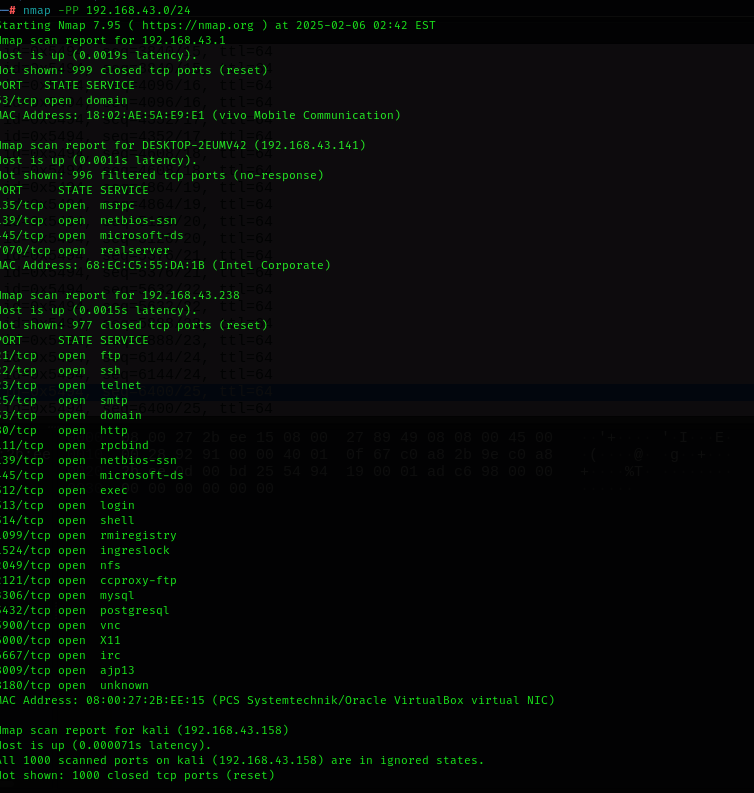 ─# nmap -PP 192.168.43.0/24
Starting Nmap 7.95 ( https://nmap.org ) at 2025-02-06 02:42 EST
Nmap scan report for 192.168.43.1
Host is up (0.0019s latency).
Not shown: 999 closed tcp ports (reset)
PORT   STATE SERVICE
53/tcp open  domain
MAC Address: 18:02:AE:5A:E9:E1 (vivo Mobile Communication)

Nmap scan report for DESKTOP-2EUMV42 (192.168.43.141)
Host is up (0.0011s latency).
Not shown: 996 filtered tcp ports (no-response)
PORT     STATE SERVICE
135/tcp  open  msrpc
139/tcp  open  netbios-ssn
445/tcp  open  microsoft-ds
7070/tcp open  realserver
MAC Address: 68:EC:C5:55:DA:1B (Intel Corporate)

Nmap scan report for 192.168.43.238
Host is up (0.0015s latency).
Not shown: 977 closed tcp ports (reset)
PORT     STATE SERVICE
21/tcp   open  ftp
22/tcp   open  ssh
23/tcp   open  telnet
25/tcp   open  smtp
53/tcp   open  domain
80/tcp   open  http
111/tcp  open  rpcbind
139/tcp  open  netbios-ssn
445/tcp  open  microsoft-ds
512/tcp  open  exec
513/tcp  open  login
514/tcp  open  shell
1099/tcp open  rmiregistry
1524/tcp open  ingreslock
2049/tcp open  nfs
2121/tcp open  ccproxy-ftp
3306/tcp open  mysql
5432/tcp open  postgresql
5900/tcp open  vnc
6000/tcp open  X11
6667/tcp open  irc
8009/tcp open  ajp13
8180/tcp open  unknown
MAC Address: 08:00:27:2B:EE:15 (PCS Systemtechnik/Oracle VirtualBox virtual NIC)

Nmap scan report for kali (192.168.43.158)
Host is up (0.000071s latency).
All 1000 scanned ports on kali (192.168.43.158) are in ignored states.
Not shown: 1000 closed tcp ports (reset)